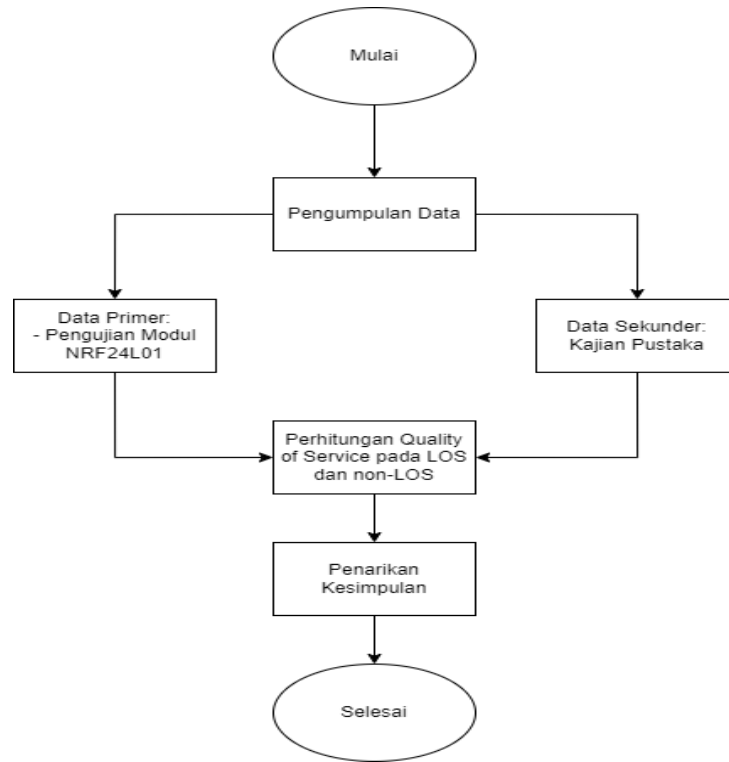 Mulai
Pengumpulan Data
Data Primer:
- Pengujian Modul
NRF24L01
Data Sekunder:
Kajian Pustaka
Perhitungan Quality
of Service pada LOS
dan non-LOS
Penarikan
Kesimpulan
Selesai